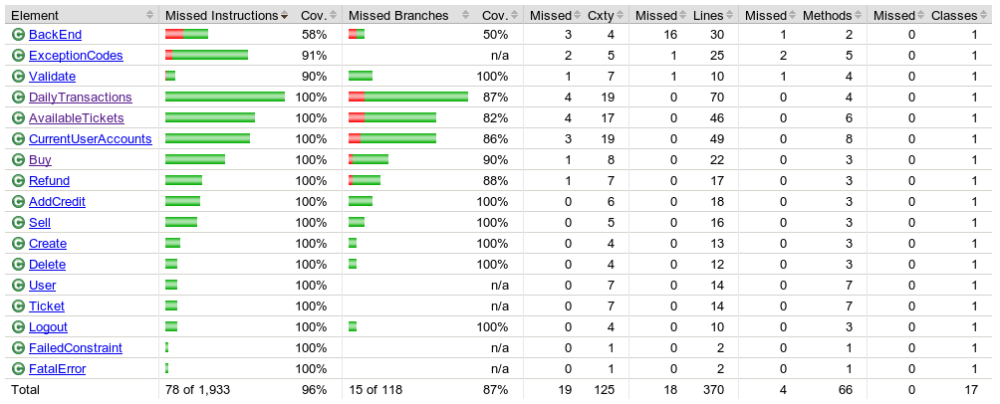 Element Missed Instructions Cov. Missed Branches Cov. Missed Cxty Missed Lines Missed Methods Missed Classes
C BackEnd 58% 50% 3 4 16 30 1 2 0 1
C ExceptionCodes 91% n/a 2 5 1 25 2 5 0 1
C Validate 90% 100% 1 7 1 10 1 4 0 1
C DailyTransactions 100% 87% 4 19 0 70 0 4 0 1
C AvailableTickets 100% 82% 4 17 0 46 0 6 0 1
C CurrentUserAccounts 100% 86% 3 19 0 49 0 8 0 1
C Buy 100% 90% 1 8 0 22 0 3 0 1
C Refund 100% 88% 1 7 0 17 0 3 0 1
C AddCredit 100% 100% 0 6 0 18 0 3 0 1
C Sell 100% 100% 0 5 0 16 0 3 0 1
C Create 100% 100% 0 4 0 13 0 3 0 1
C Delete 100% 100% 0 4 0 12 0 3 0 1
C User 100% n/a 0 7 0 14 0 7 0 1
C Ticket 100% n/a 0 7 0 14 0 7 0 1
C Logout 100% 100% 0 4 0 10 0 3 0 1
C FailedConstraint 100% n/a 0 1 0 2 0 1 0 1
C FatalError 100% n/a 0 1 0 2 0 1 0 1
Total 78 of 1,933 96% 15 of 118 87% 19 125 18 370 4 66 0 17